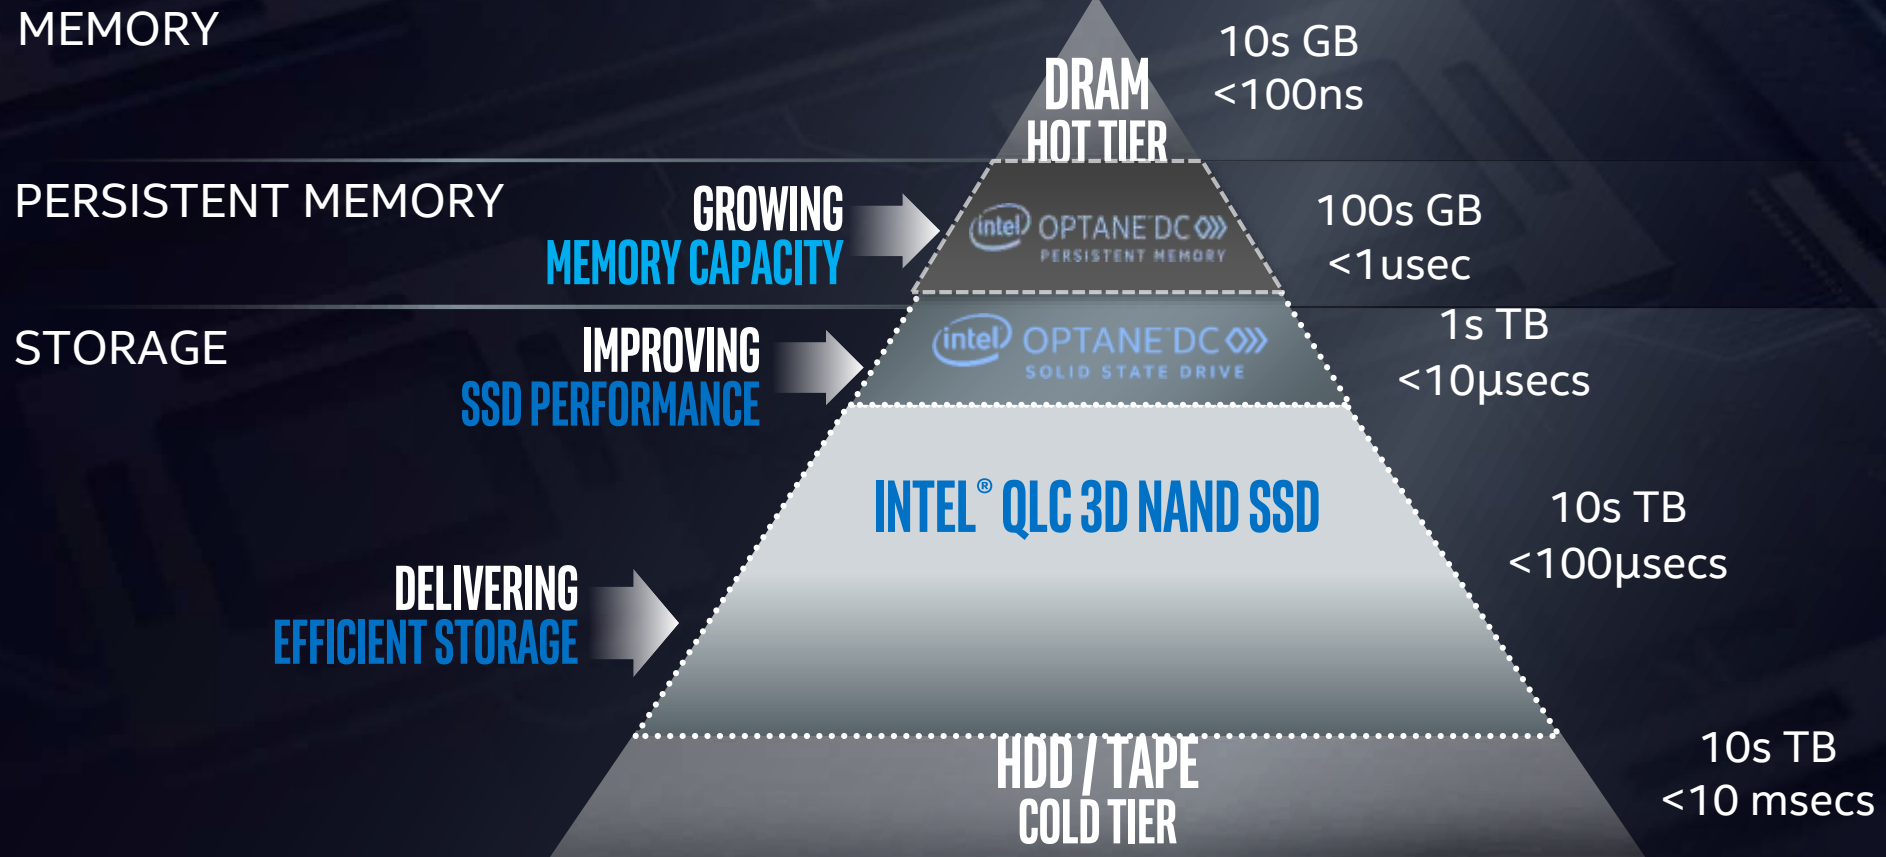 MEMORY
DRAM
HOT TIER
10s GB
<100ns
PERSISTENT MEMORY
GROWING
MEMORY CAPACITY
intel OPTANE™ DC
PERSISTENT MEMORY
100s GB
<1usec
STORAGE
IMPROVING
SSD PERFORMANCE
intel OPTANE™ DC
SOLID STATE DRIVE
1s TB
<10μsecs
INTEL® QLC 3D NAND SSD
10s TB
<100μsecs
DELIVERING
EFFICIENT STORAGE
HDD / TAPE
COLD TIER
10s TB
<10 msecs